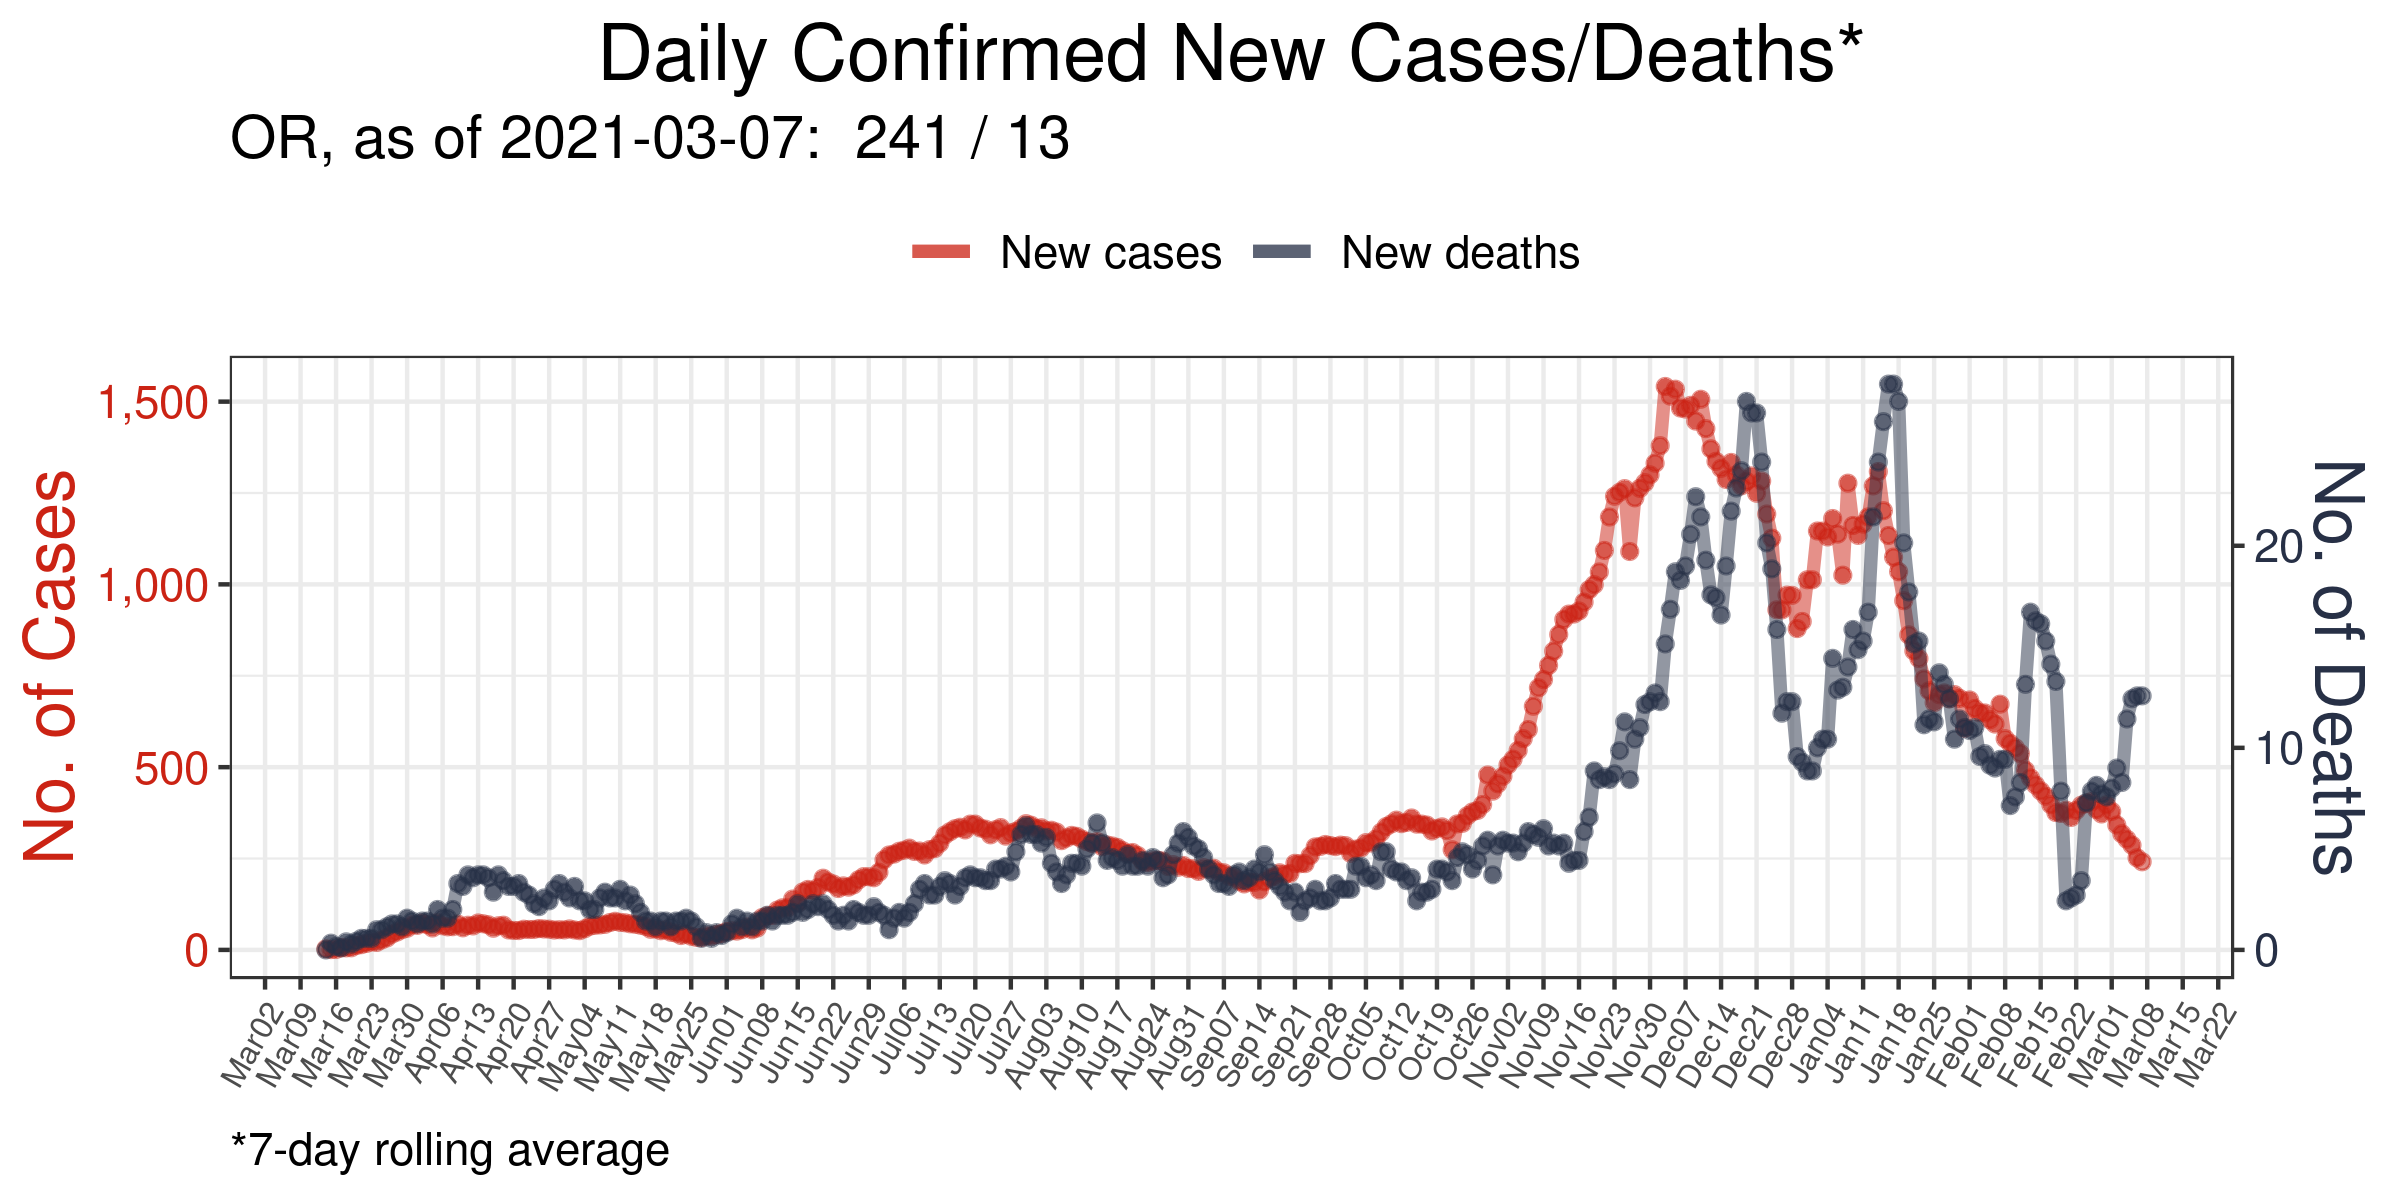 Daily Confirmed New Cases/Deaths*
OR, as of 2021-03-07:  241 / 13
New cases
New deaths
No. of Cases
1,500
1,000
500
0
No. of Deaths
20
10
0
Mar02
Mar09
Mar16
Mar23
Mar30
Apr06
Apr13
Apr20
Apr27
May04
May11
May18
May25
Jun01
Jun08
Jun15
Jun22
Jun29
Jul06
Jul13
Jul20
Jul27
Aug03
Aug10
Aug17
Aug24
Aug31
Sep07
Sep14
Sep21
Sep28
Oct05
Oct12
Oct19
Oct26
Nov02
Nov09
Nov16
Nov23
Nov30
Dec07
Dec14
Dec21
Dec28
Jan04
Jan11
Jan18
Jan25
Feb01
Feb08
Feb15
Feb22
Mar01
Mar08
Mar15
Mar22
*7-day rolling average